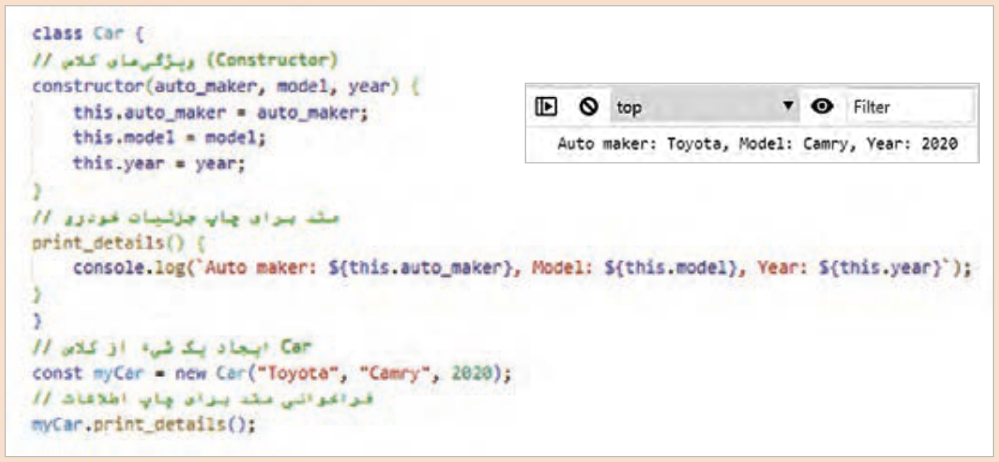 class Car {
// ویژگی‌های کلاس (Constructor)
constructor(auto_maker, model, year) {
this.auto_maker = auto_maker;
this.model = model;
this.year = year;
}
// متد برای چاپ جزئیات خودرو
print_details() {
console.log(`Auto maker: ${this.auto_maker}, Model: ${this.model}, Year: ${this.year}`);
}
}
// ایجاد یک شیء از کلاس Car
const myCar = new Car("Toyota", "Camry", 2020);
// فراخوانی متد برای چاپ اطلاعات
myCar.print_details();
top
Filter
Auto maker: Toyota, Model: Camry, Year: 2020